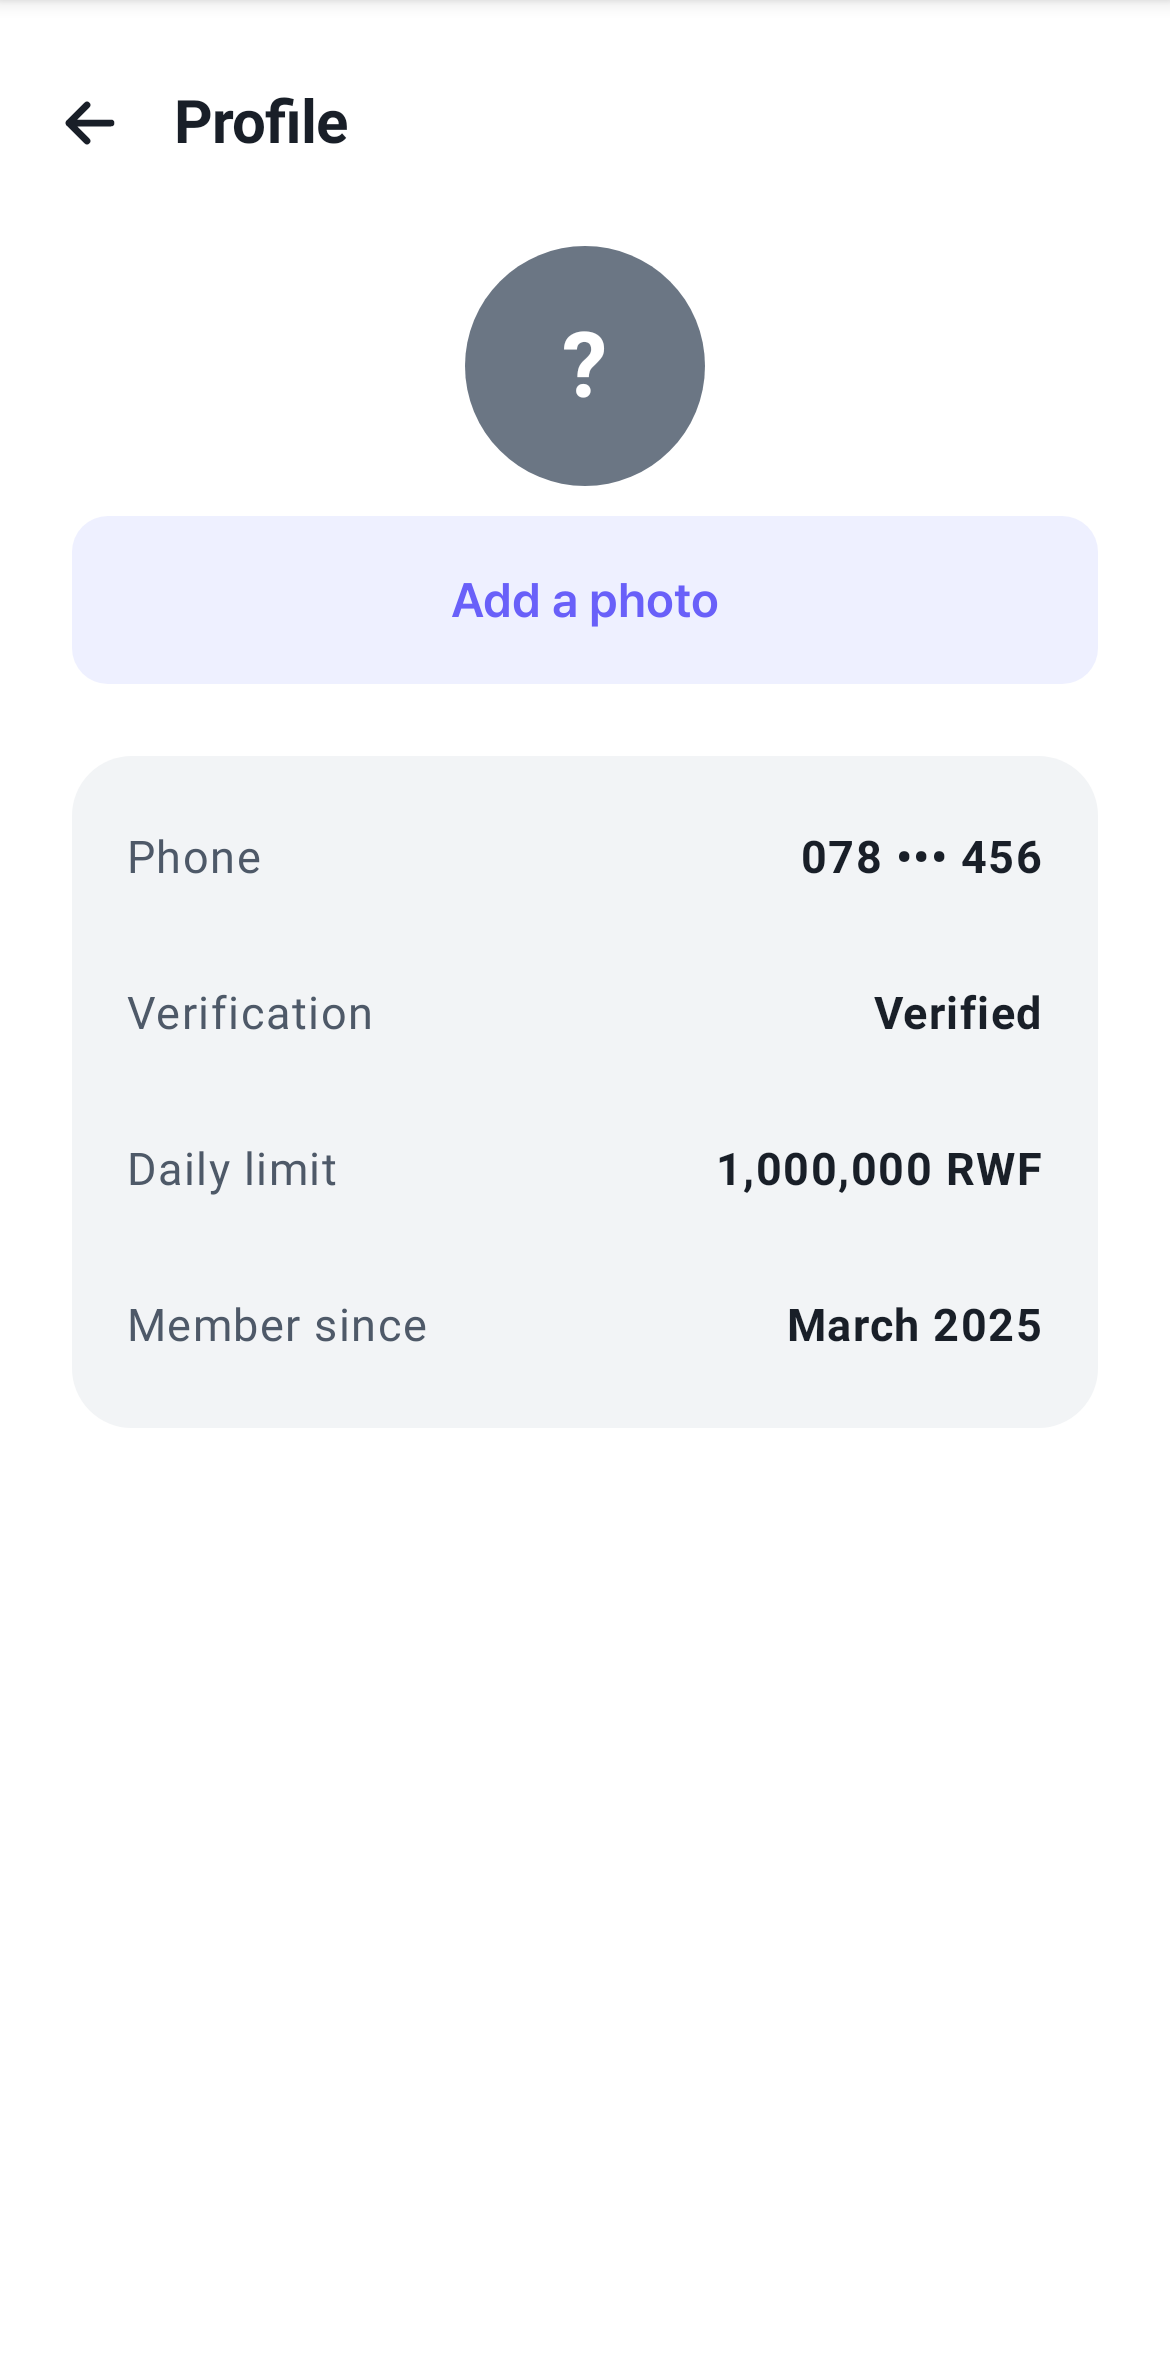 Profile
?
Add a photo
Phone 078 ••• 456
Verification Verified
Daily limit 1,000,000 RWF
Member since March 2025